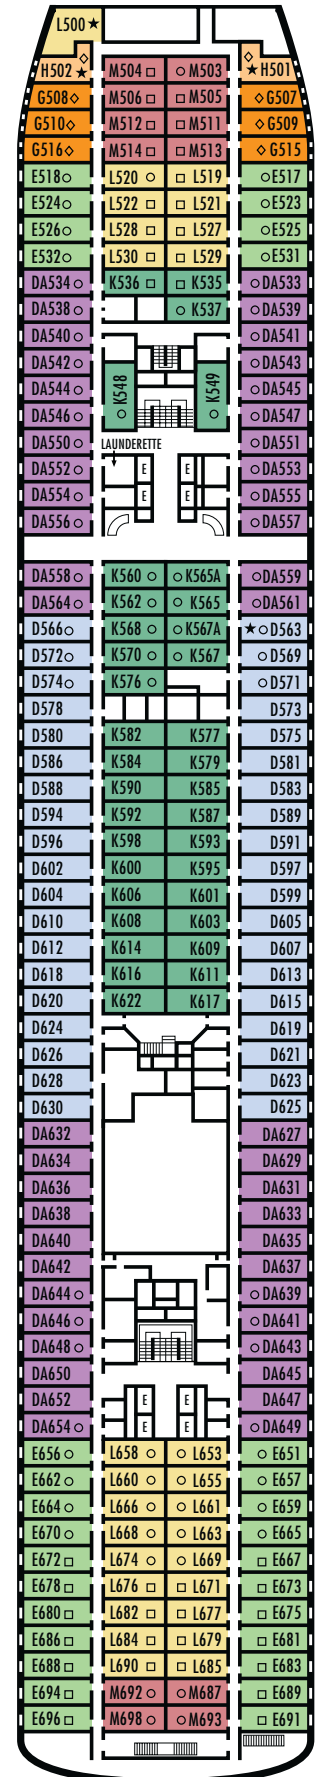 L500 ★
H502 ★ M504 M503 ★ H501
G508 M506 M505 G507
G510 M512 M511 G509
G516 M514 M513 G515
E518 L520 L519 E517
E524 L522 L521 E523
E526 L528 L527 E525
E532 L530 L529 E531
DA534 K536 K535 DA533
DA538 K537 DA539
DA540 DA541
DA542 DA543
DA544 K548 K549 DA545
DA546 DA547
DA550 LAUNDERETTE DA551
DA552 E E DA553
DA554 E E DA555
DA556 DA557
DA558 K560 K565A DA559
DA564 K562 K565 DA561
D566 K568 K567A ★ D563
D572 K570 K567 D569
D574 K576 D571
D578 D573
D580 K582 K577 D575
D586 K584 K579 D581
D588 K590 K585 D583
D594 K592 K587 D589
D596 K598 K593 D591
D602 K600 K595 D597
D604 K606 K601 D599
D610 K608 K603 D605
D612 K614 K609 D607
D618 K616 K611 D613
D620 K622 K617 D615
D624 D619
D626 D621
D628 D623
D630 D625
DA632 DA627
DA634 DA629
DA636 DA631
DA638 DA633
DA640 DA635
DA642 DA637
DA644 DA639
DA646 DA641
DA648 DA643
DA650 DA645
DA652 E E DA647
DA654 E E DA649
E656 L658 L653 E651
E662 L660 L655 E657
E664 L666 L661 E659
E670 L668 L663 E665
E672 L674 L669 E667
E678 L676 L671 E673
E680 L682 L677 E675
E686 L684 L679 E681
E688 L690 L685 E683
E694 M692 M687 E689
E696 M698 M693 E691